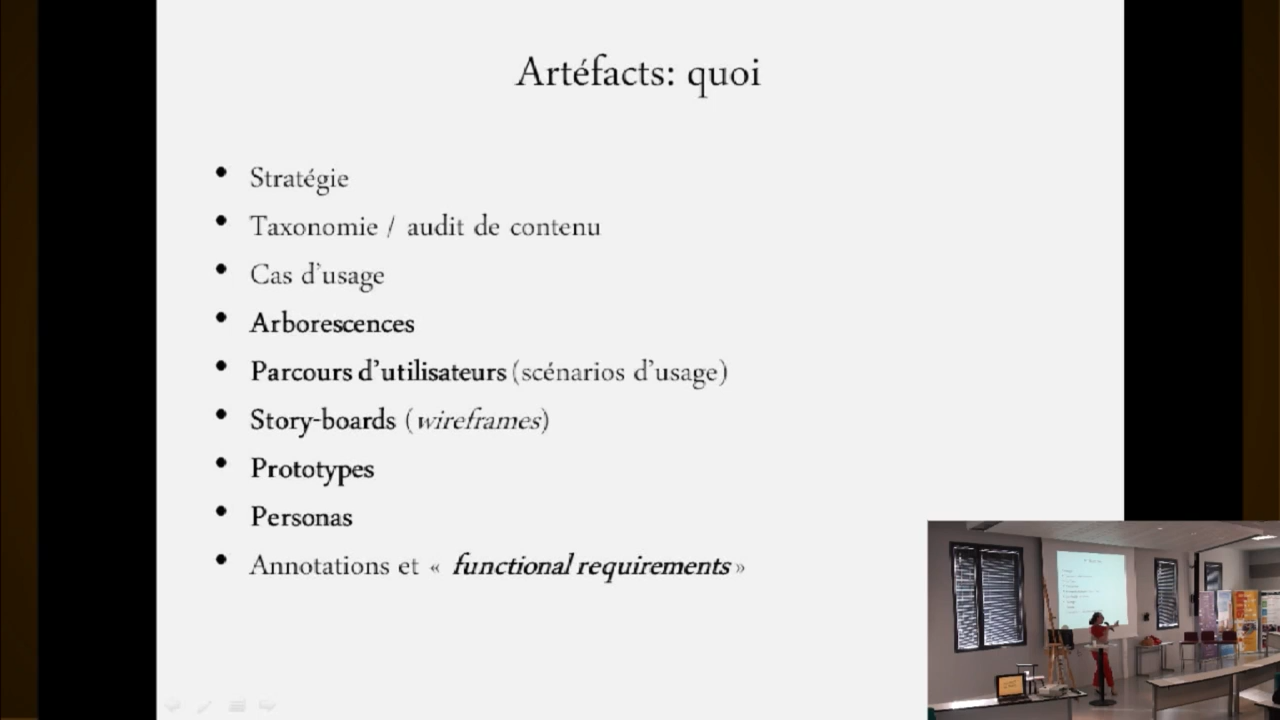 Artéfacts: quoi
• Stratégie
• Taxonomie / audit de contenu
• Cas d'usage
• Arborescences
• Parcours d'utilisateurs (scénarios d'usage)
• Story-boards (wireframes)
• Prototypes
• Personas
• Annotations et « functional requirements »